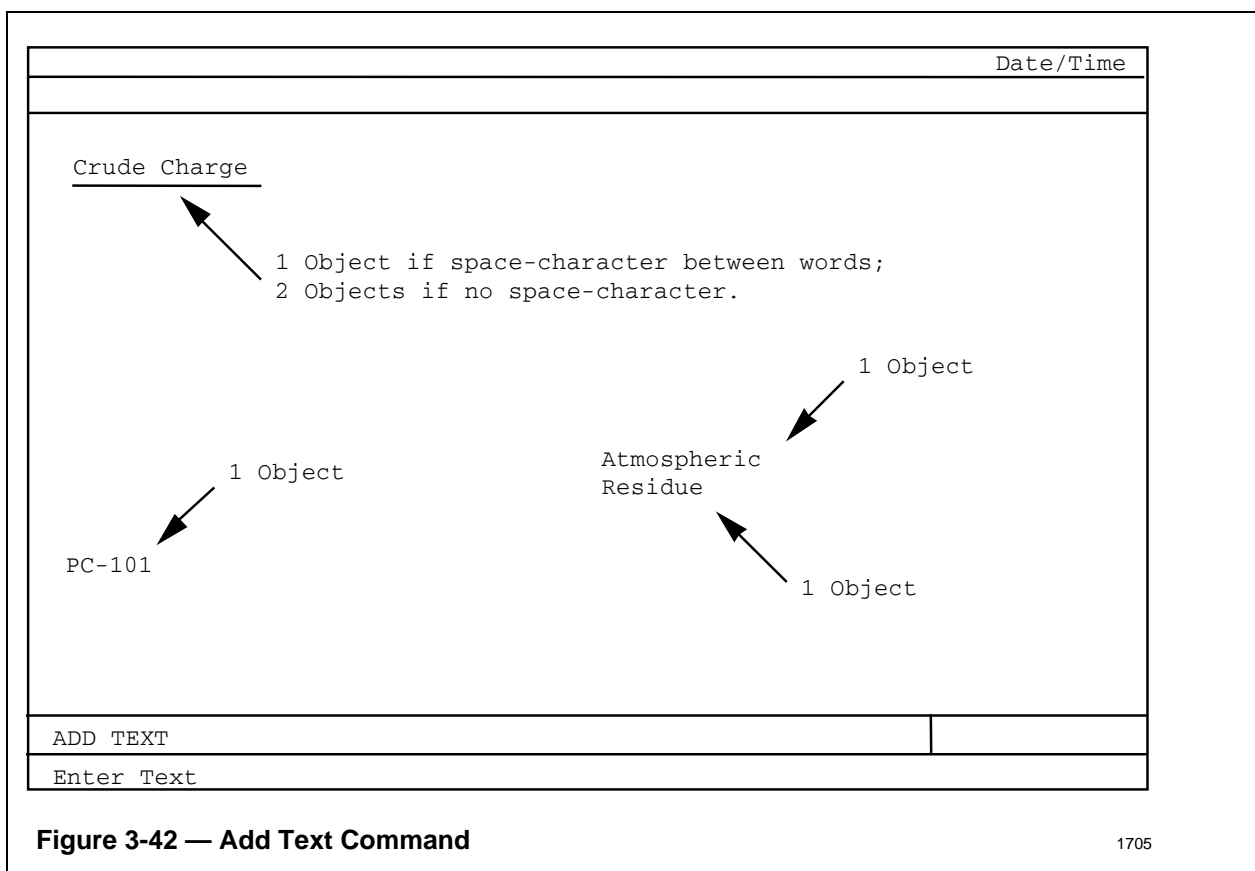 Date/Time
Crude Charge
1 Object if space-character between words;
2 Objects if no space-character.
1 Object
1 Object
Atmospheric
Residue
PC-101
1 Object
ADD TEXT
Enter Text
Figure 3-42 — Add Text Command
1705